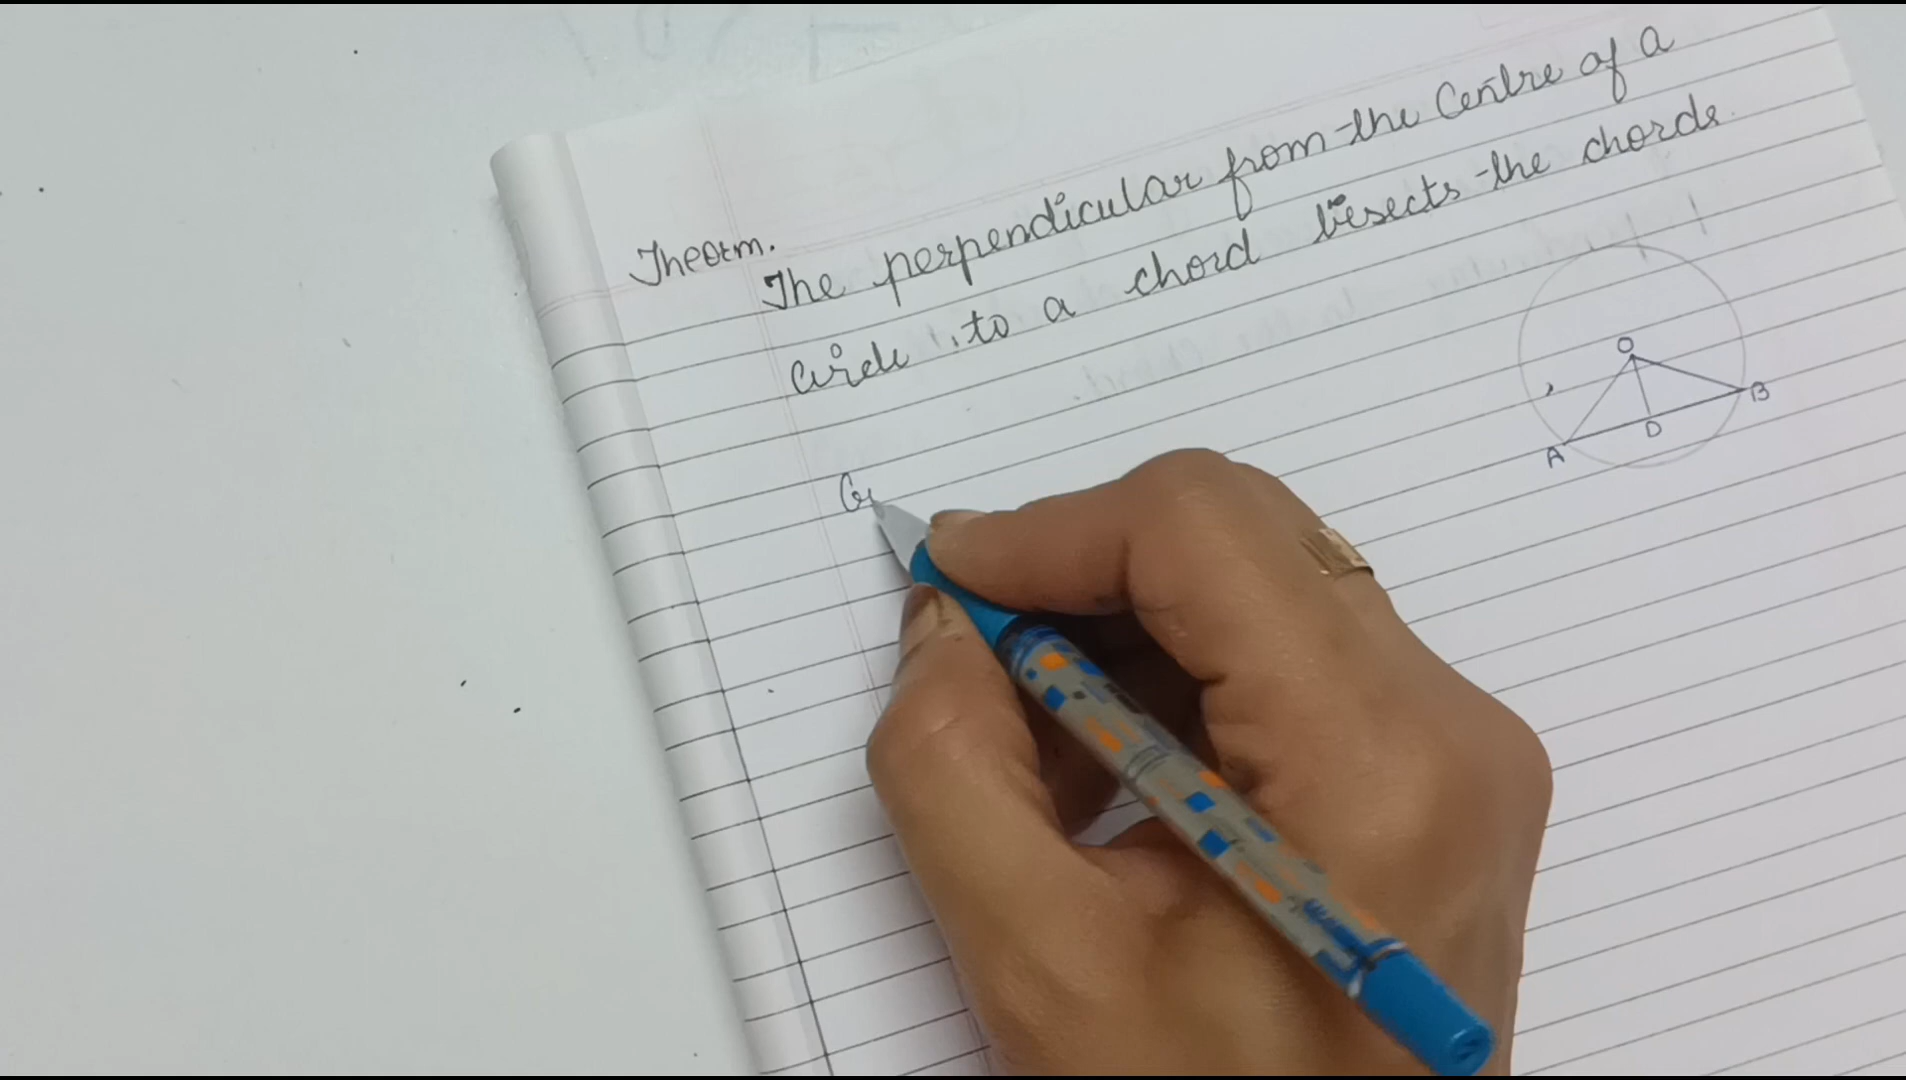 Theorm.
The perpendicular from the Centre of a
circle to a chord bisects the chords.
O
B
D
A
G